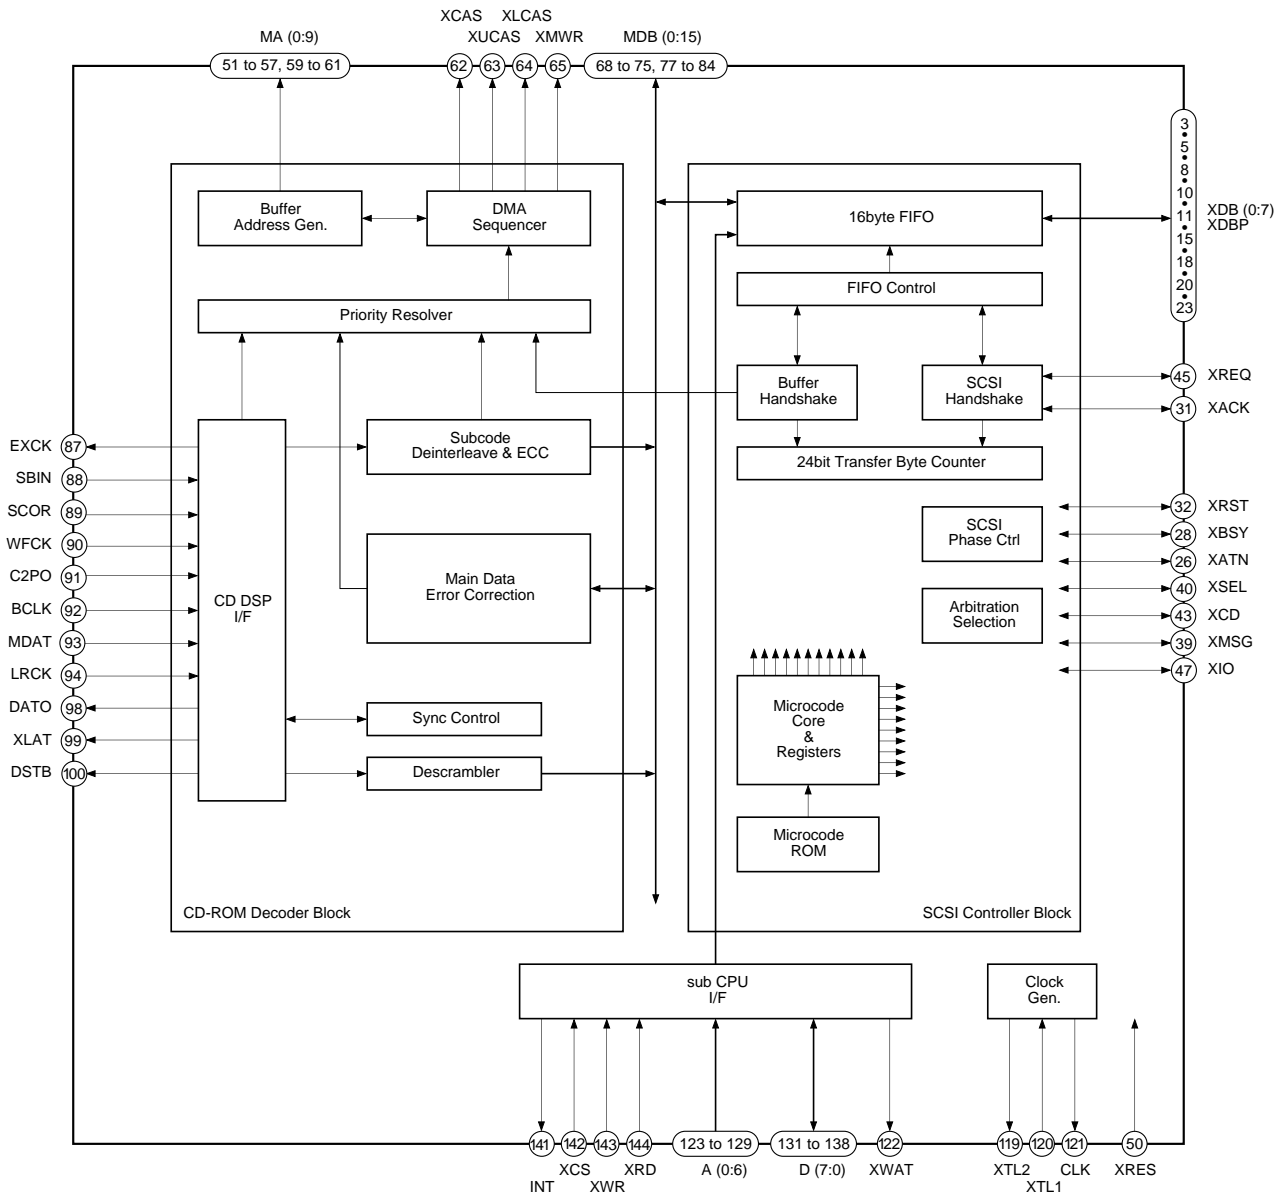 XCAS
XLCAS
MA (0:9)
XUCAS
XMWR
MDB (0:15)
51 to 57, 59 to 61
62
63
64
65
68 to 75, 77 to 84
3
5
8
10
11
15
18
20
23
XDB (0:7)
XDBP
Buffer
Address Gen.
DMA
Sequencer
16byte FIFO
FIFO Control
Priority Resolver
Buffer
Handshake
SCSI
Handshake
45
XREQ
31
XACK
EXCK
87
SBIN
88
SCOR
89
WFCK
90
C2PO
91
BCLK
92
MDAT
93
LRCK
94
DATO
98
XLAT
99
DSTB
100
CD DSP
I/F
Subcode
Deinterleave & ECC
24bit Transfer Byte Counter
Main Data
Error Correction
SCSI
Phase Ctrl
Arbitration
Selection
32
XRST
28
XBSY
26
XATN
40
XSEL
43
XCD
39
XMSG
47
XIO
Sync Control
Descrambler
Microcode
Core
&
Registers
Microcode
ROM
CD-ROM Decoder Block
SCSI Controller Block
sub CPU
I/F
Clock
Gen.
141
142
143
144
123 to 129
131 to 138
122
119
120
121
50
INT
XCS
XWR
XRD
A (0:6)
D (7:0)
XWAT
XTL2
XTL1
CLK
XRES